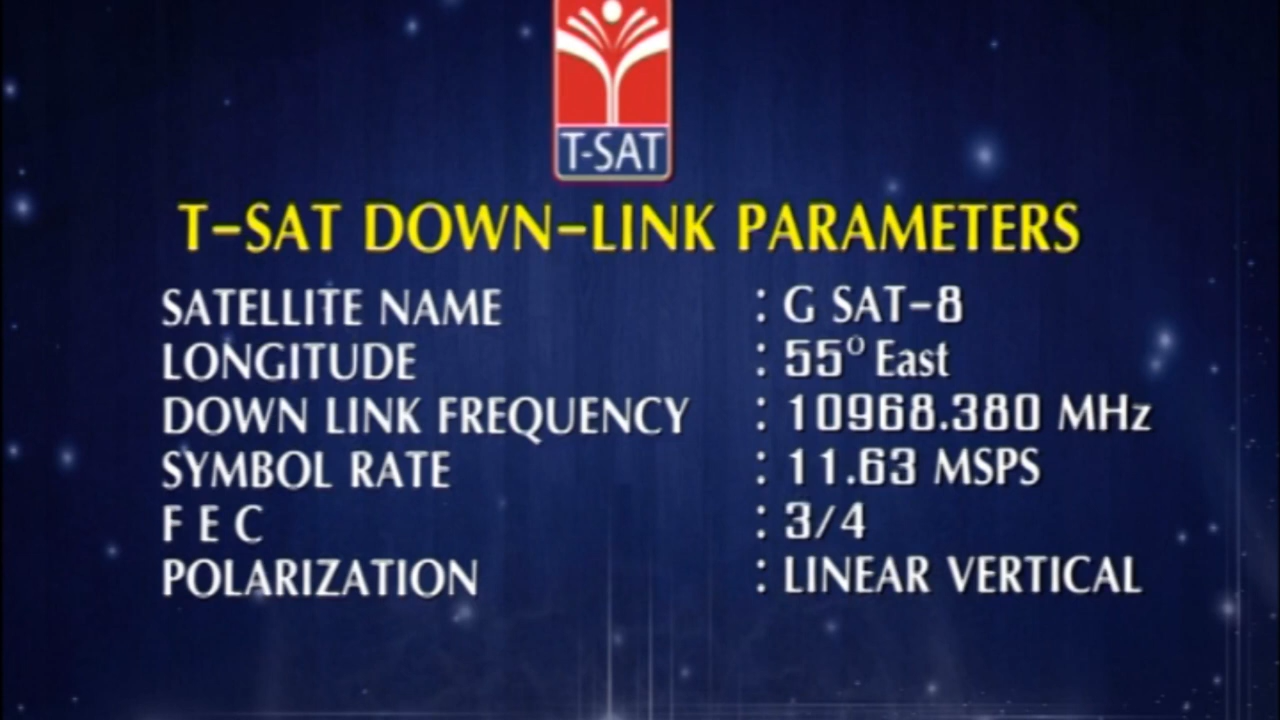 T-SAT
T-SAT DOWN-LINK PARAMETERS
SATELLITE NAME : G SAT-8
LONGITUDE : 55° East
DOWN LINK FREQUENCY : 10968.380 MHz
SYMBOL RATE : 11.63 MSPS
F E C : 3/4
POLARIZATION : LINEAR VERTICAL